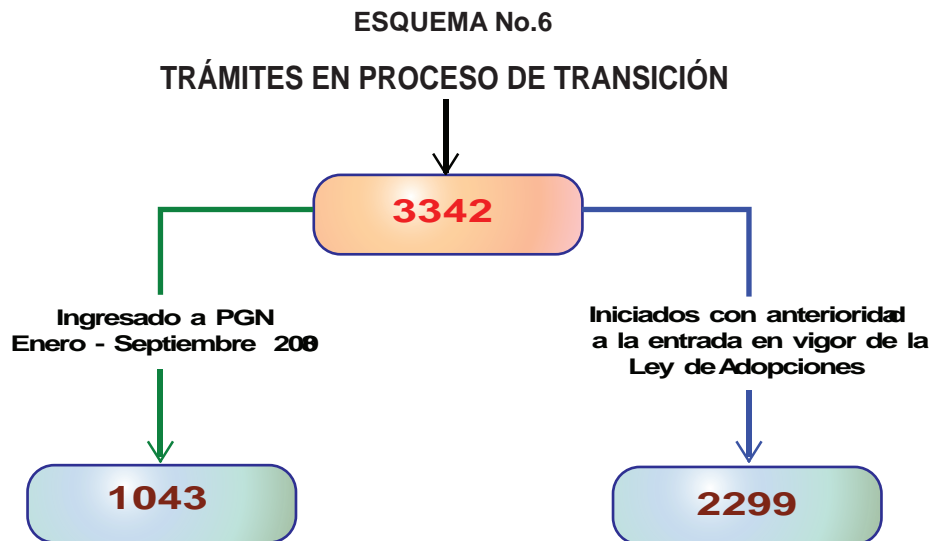 ESQUEMA No.6
TRÁMITES EN PROCESO DE TRANSICIÓN
3342
Ingresado a PGN
Enero - Septiembre
Iniciados con anterioridad
a la entrada en vigor de la
Ley de Adopciones
1043
2299